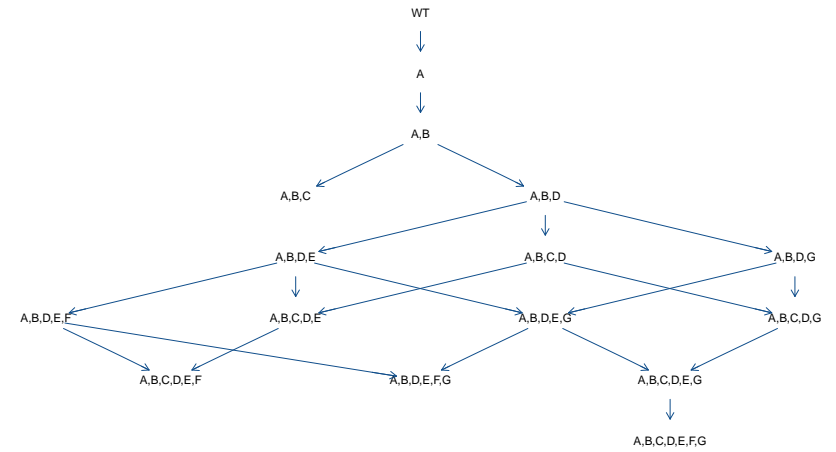 WT
A
A,B
A,B,C
A,B,D
A,B,D,E
A,B,C,D
A,B,D,G
A,B,D,E,F
A,B,C,D,E
A,B,D,E,G
A,B,C,D,G
A,B,C,D,E,F
A,B,D,E,F,G
A,B,C,D,E,G
A,B,C,D,E,F,G